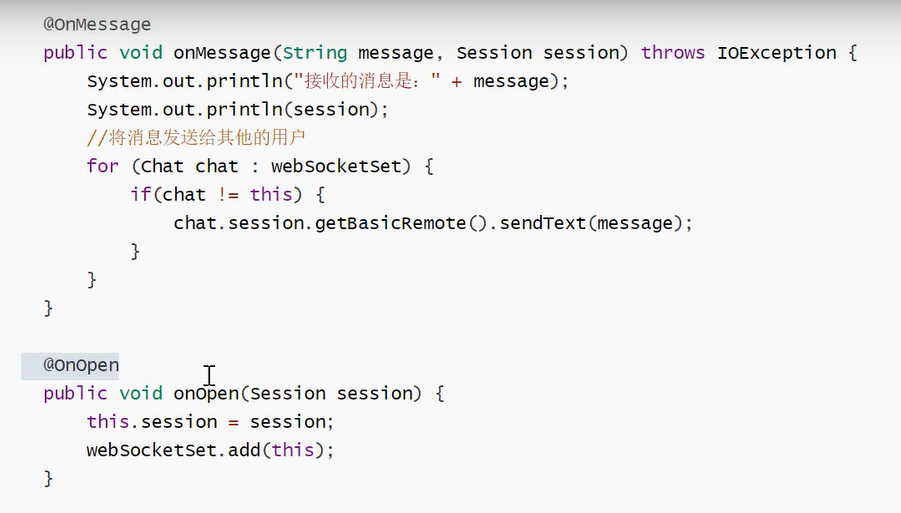 @OnMessage
public void onMessage(String message, Session session) throws IOException {
    System.out.println("接收的消息是：" + message);
    System.out.println(session);
    //将消息发送给其他的用户
    for (Chat chat : webSocketSet) {
        if(chat != this) {
            chat.session.getBasicRemote().sendText(message);
        }
    }
}
@OnOpen
public void onOpen(Session session) {
    this.session = session;
    webSocketSet.add(this);
}